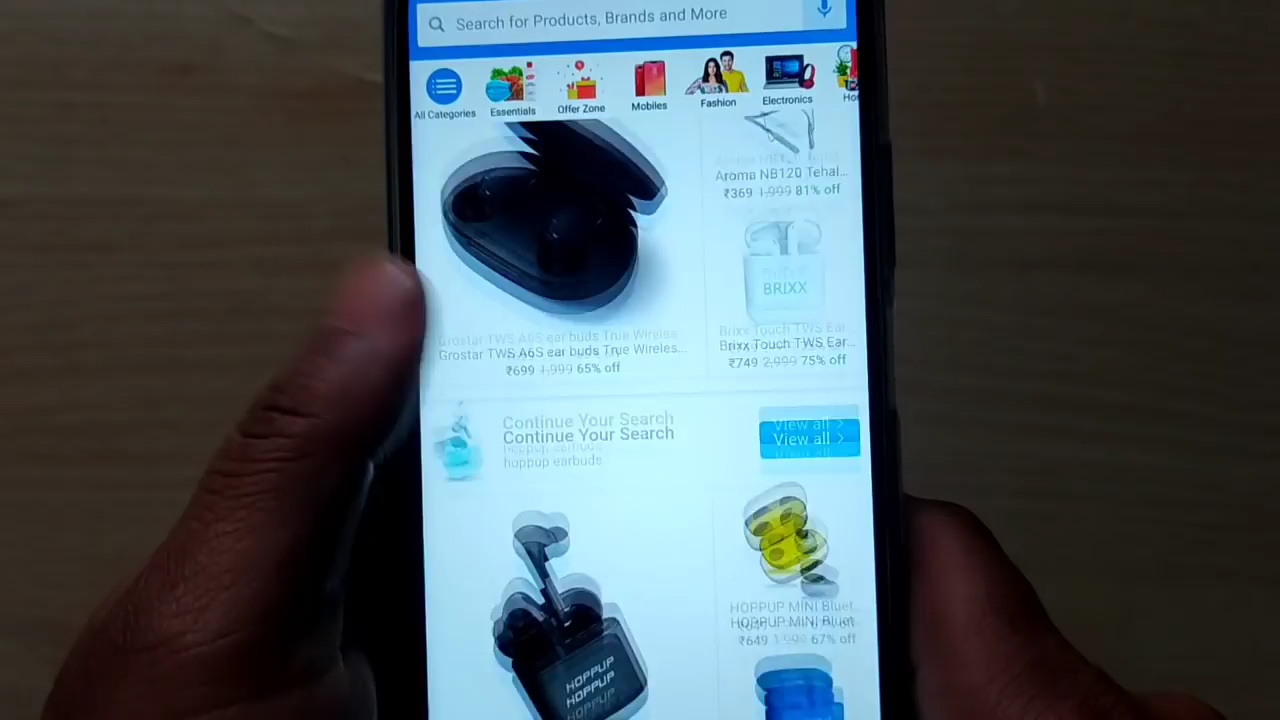 Search for Products, Brands and More
All Categories
Essentials
Offer Zone
Mobiles
Fashion
Electronics
Ho
Aroma NB120 Tehal...
₹369 1,999 81% off
BRIXX
Grostar TWS A6S ear buds True Wireles...
₹699 1,999 65% off
Brixx Touch TWS Ear...
₹749 2,999 75% off
Continue Your Search
hoppup earbuds
View all >
HOPPUP
HOPPUP MINI Bluet...
₹649 1,999 67% off